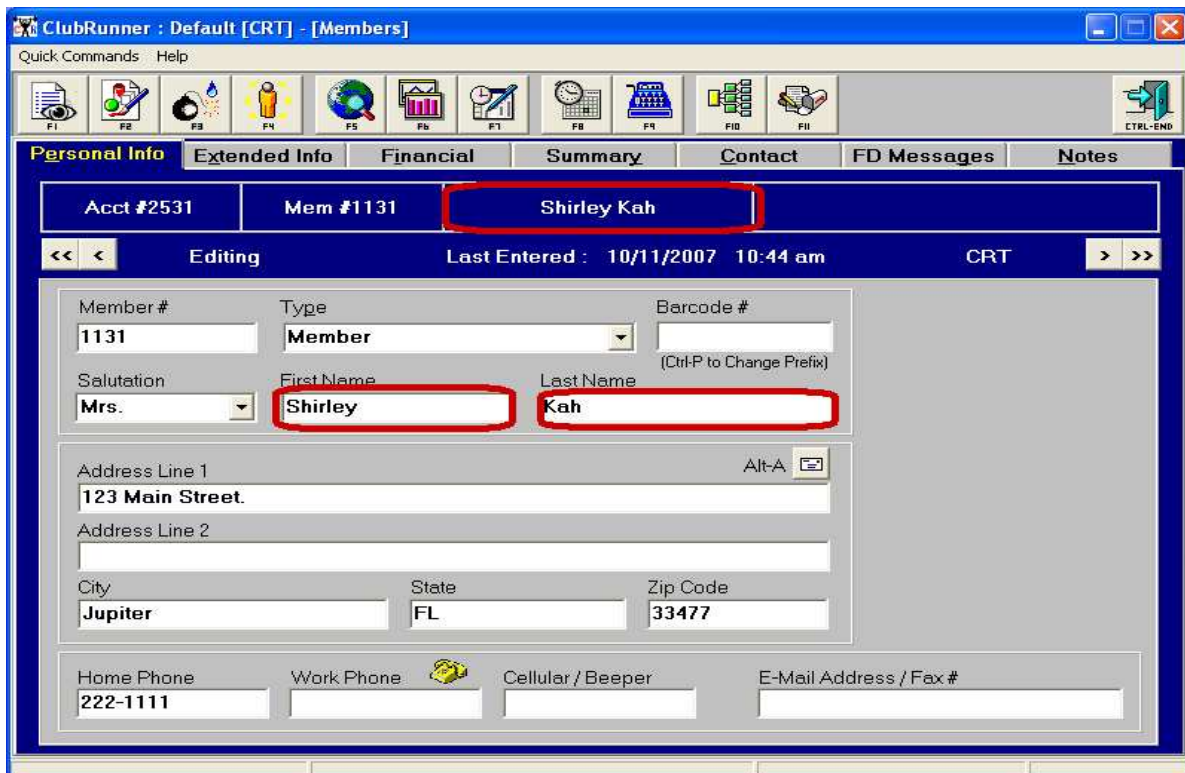 ClubRunner : Default [CRT] - [Members]
Quick Commands Help
F1 F2 F3 F4 F5 F6 F7 F8 F9 F10 F11 CTRL-END
Personal Info Extended Info Financial Summary Contact FD Messages Notes
Acct #2531 Mem #1131 Shirley Kah
<< < Editing Last Entered : 10/11/2007 10:44 am CRT > >>
Member # Type Barcode #
1131 Member
(Ctrl-P to Change Prefix)
Salutation First Name Last Name
Mrs. Shirley Kah
Address Line 1 Alt-A
123 Main Street.
Address Line 2
City State Zip Code
Jupiter FL 33477
Home Phone Work Phone Cellular / Beeper E-Mail Address / Fax #
222-1111